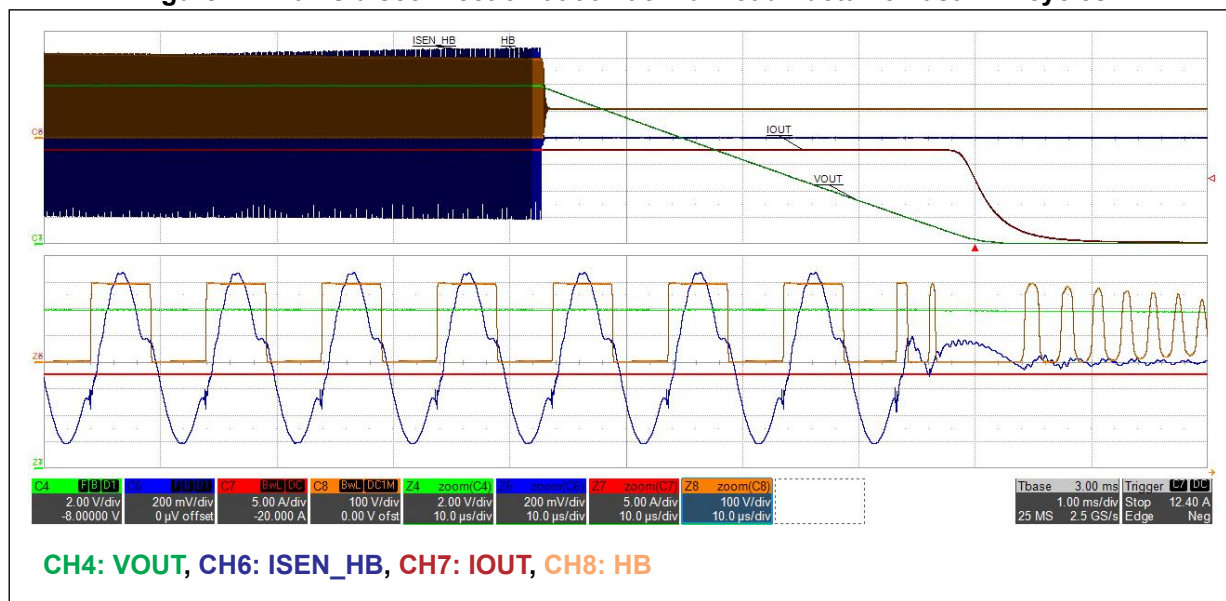 ISEN_HB HB
C6
IOUT
VOUT
C7
Z6
Z7
C4 F B D1
2.00 V/div
-8.00000 V
C6 F B D1
200 mV/div
0 µV offset
C7 BwL DC
5.00 A/div
-20.000 A
C8 BwL DC1M
100 V/div
0.00 V ofst
Z4 zoom(C4)
2.00 V/div
10.0 µs/div
Z6 zoom(C6)
200 mV/div
10.0 µs/div
Z7 zoom(C7)
5.00 A/div
10.0 µs/div
Z8 zoom(C8)
100 V/div
10.0 µs/div
Tbase 3.00 ms
1.00 ms/div
25 MS 2.5 GS/s
Trigger C7 DC
Stop 12.40 A
Edge Neg
CH4: VOUT, CH6: ISEN_HB, CH7: IOUT, CH8: HB